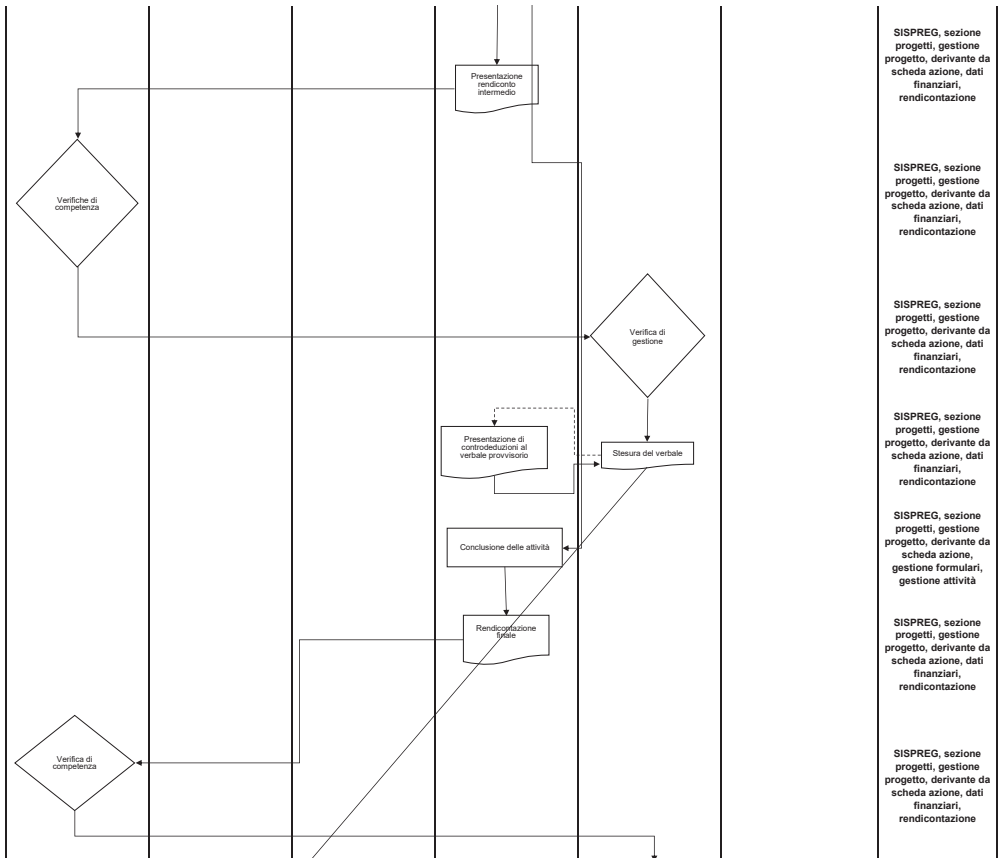 SISPREG, sezione
progetti, gestione
progetto, derivante da
scheda azione, dati
finanziari,
rendicontazione
Presentazione
rendiconto
intermedio
SISPREG, sezione
progetti, gestione
progetto, derivante da
scheda azione, dati
finanziari,
rendicontazione
Verifiche di
competenza
SISPREG, sezione
progetti, gestione
progetto, derivante da
scheda azione, dati
finanziari,
rendicontazione
Verifica di
gestione
SISPREG, sezione
progetti, gestione
progetto, derivante da
scheda azione, dati
finanziari,
rendicontazione
Presentazione di
controdeduzioni al
verbale provvisorio
Stesura del verbale
SISPREG, sezione
progetti, gestione
progetto, derivante da
scheda azione,
gestione formulari,
gestione attività
Conclusione delle attività
SISPREG, sezione
progetti, gestione
progetto, derivante da
scheda azione, dati
finanziari,
rendicontazione
Rendicontazione
finale
Verifica di
competenza
SISPREG, sezione
progetti, gestione
progetto, derivante da
scheda azione, dati
finanziari,
rendicontazione